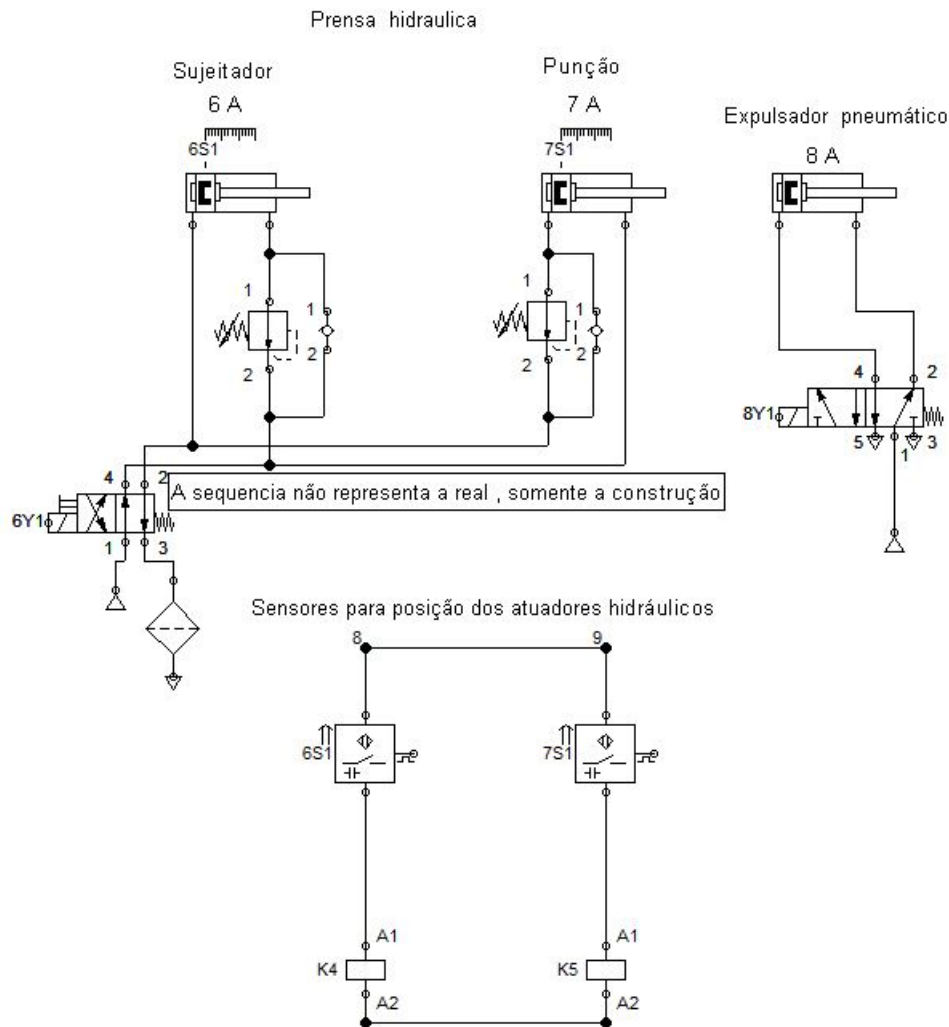 Prensa hidraulica
Sujeitador
6 A
6S1
Punção
7 A
7S1
Expulsador pneumático
8 A
1
1
2
1
1
2
2
2
4
2
8Y1
5
1
3
4
2
A sequencia não representa a real , somente a construção
6Y1
1
3
Sensores para posição dos atuadores hidráulicos
8
9
6S1
7S1
A1
A1
K4
K5
A2
A2